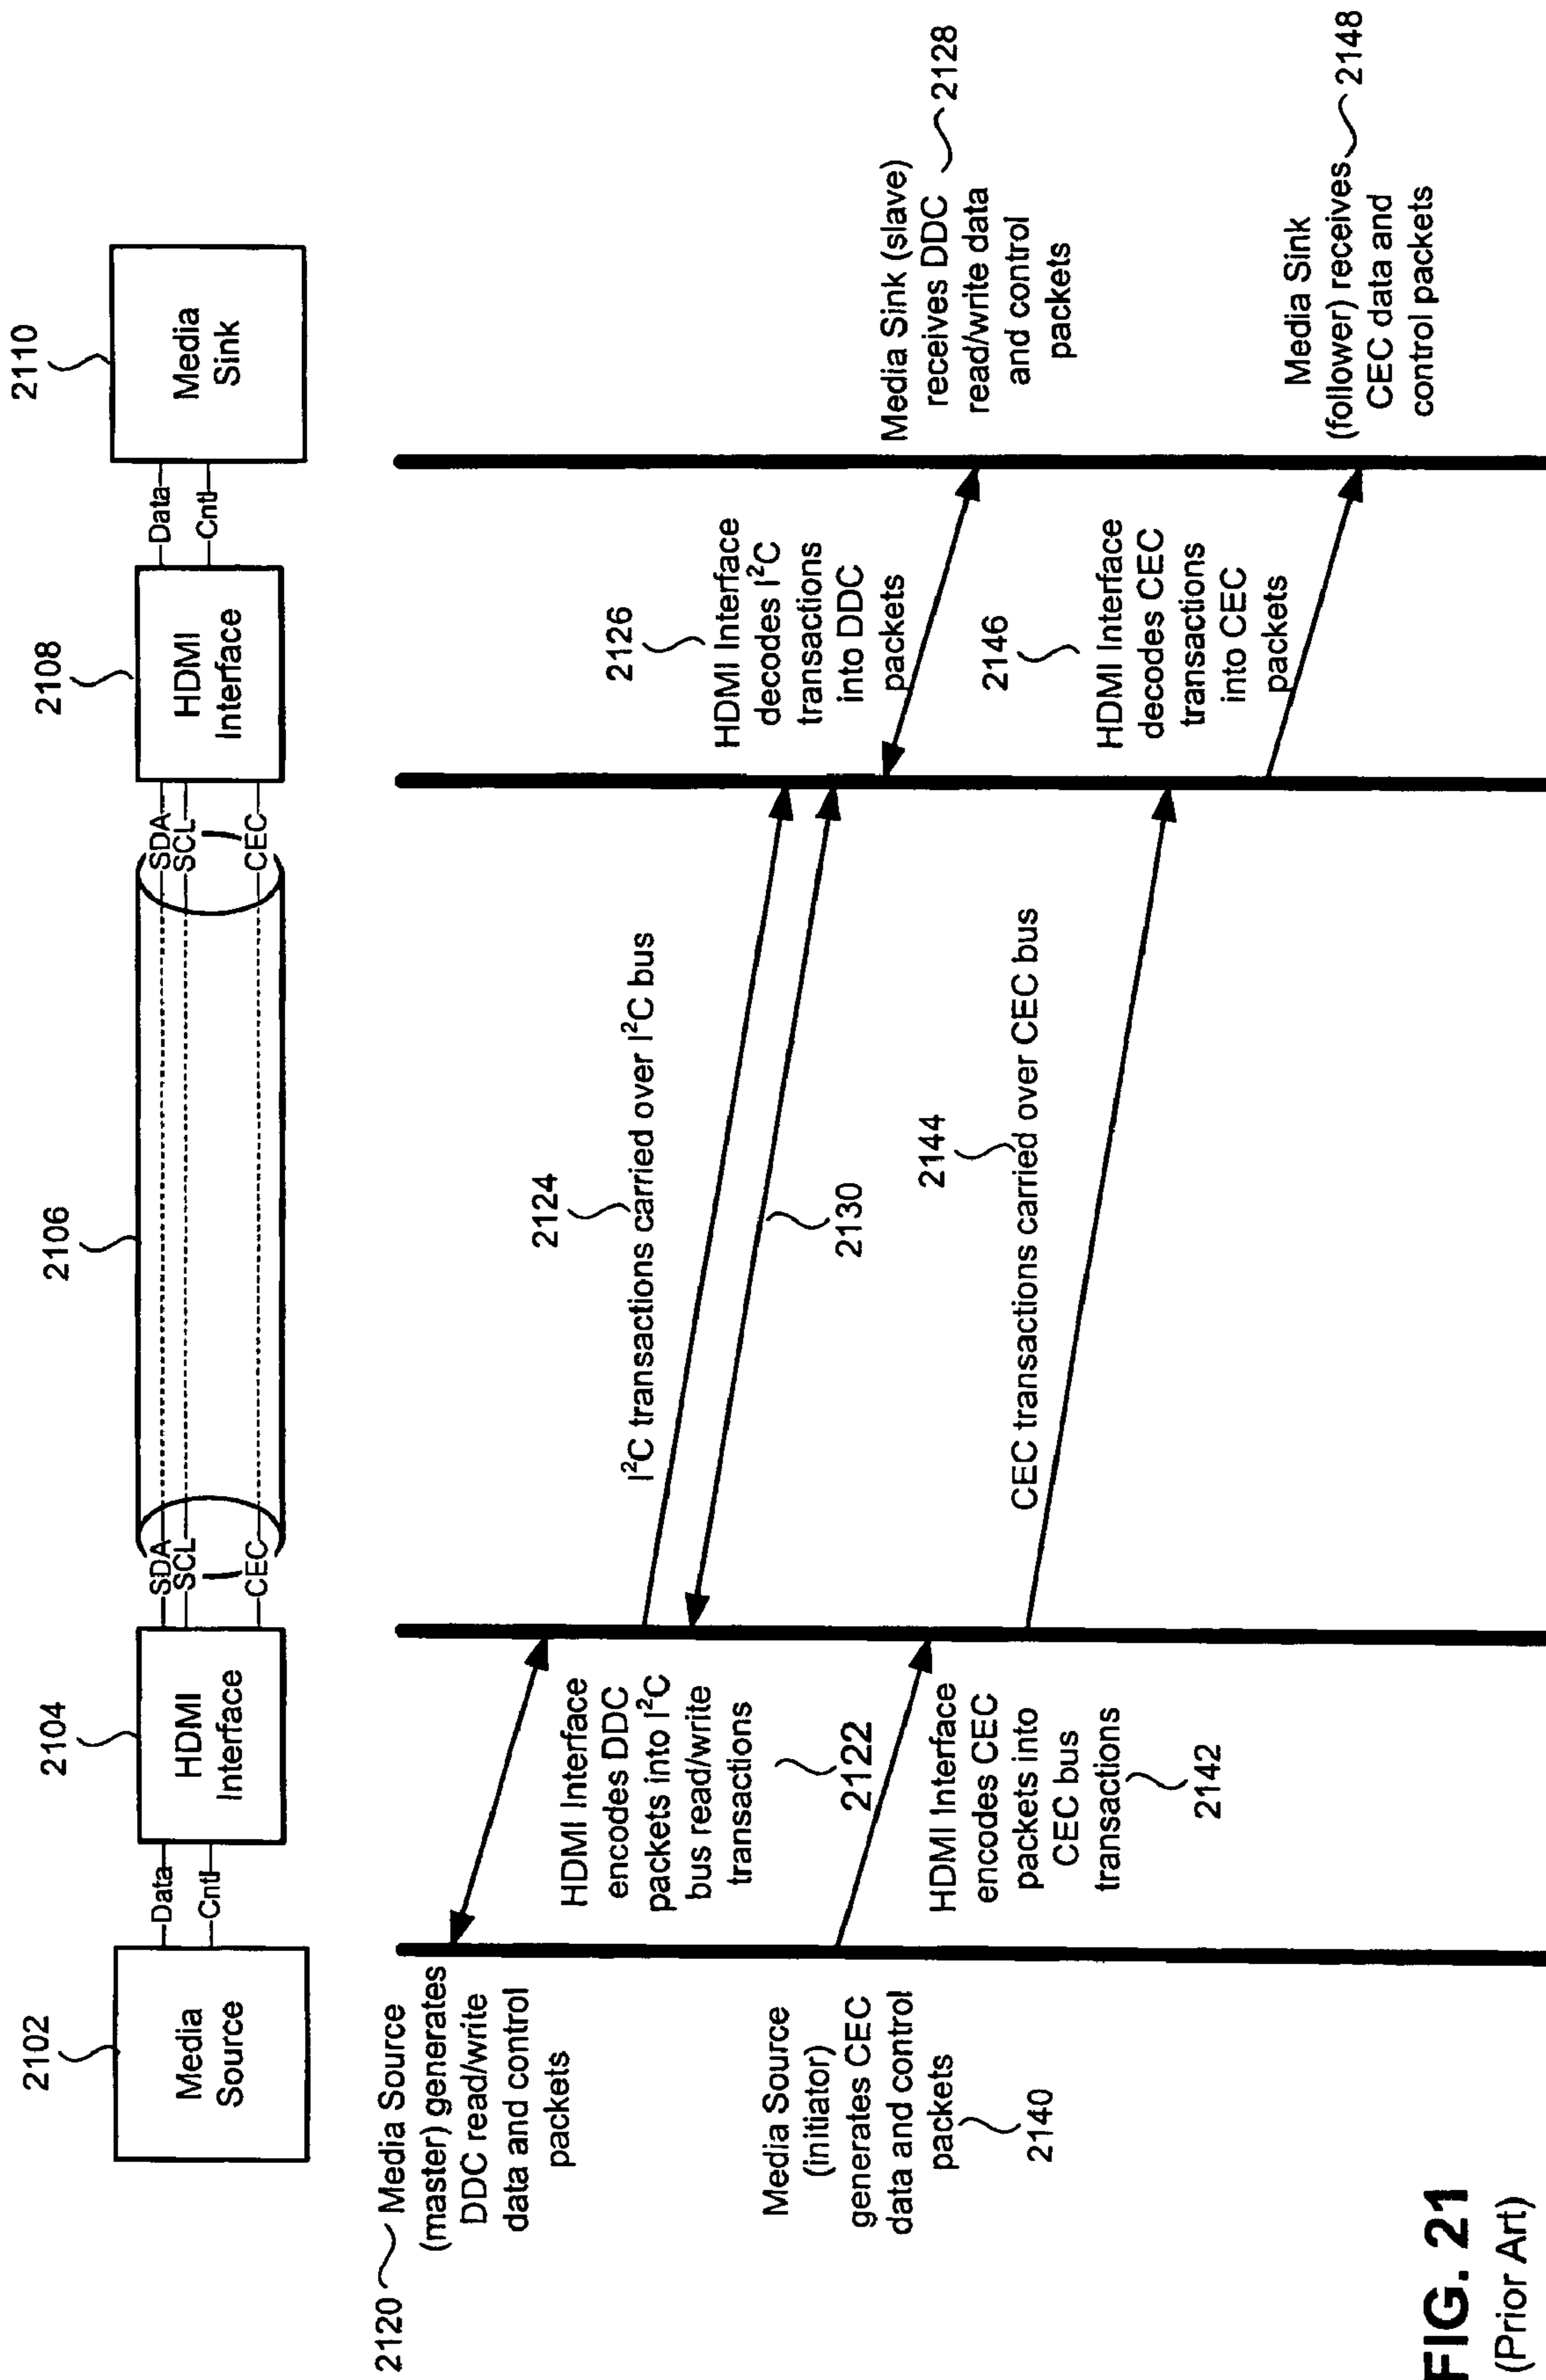 2102
2104
2106
2108
2110
Media
Source
Data
Cntl
HDMI
Interface
SDA
SCL
CEC
SDA
SCL
CEC
HDMI
Interface
Data
Cntl
Media
Sink
2120
Media Source
(master) generates
DDC read/write
data and control
packets
HDMI Interface
encodes DDC
packets into I²C
bus read/write
transactions
2122
2124
I²C transactions carried over I²C bus
2130
2126
HDMI Interface
decodes I²C
transactions
into DDC
packets
Media Sink (slave)
receives DDC
read/write data
and control
packets
2128
Media Source
(initiator)
generates CEC
data and control
packets
2140
HDMI Interface
encodes CEC
packets into
CEC bus
transactions
2142
2144
CEC transactions carried over CEC bus
2146
HDMI Interface
decodes CEC
transactions
into CEC
packets
Media Sink
(follower) receives
CEC data and
control packets
2148
FIG. 21
(Prior Art)